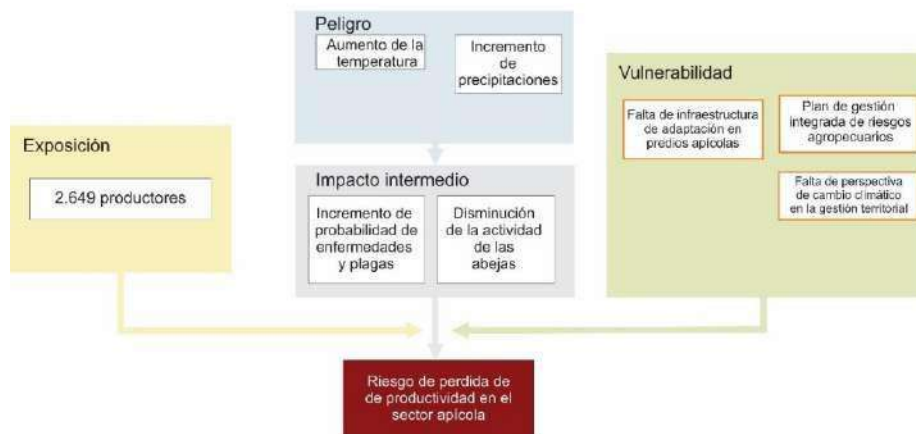 Peligro
Aumento de la
temperatura
Incremento
de
precipitaciones
Exposición
2.649 productores
Impacto intermedio
Incremento de
probabilidad de
enfermedades
y plagas
Disminución
de la actividad
de las
abejas
Vulnerabilidad
Falta de infraestructura
de adaptación en
predios apícolas
Plan de gestión
integrada de riesgos
agropecuarios
Falta de perspectiva
de cambio climático
en la gestión territorial
Riesgo de perdida de
de productividad en el
sector apícola